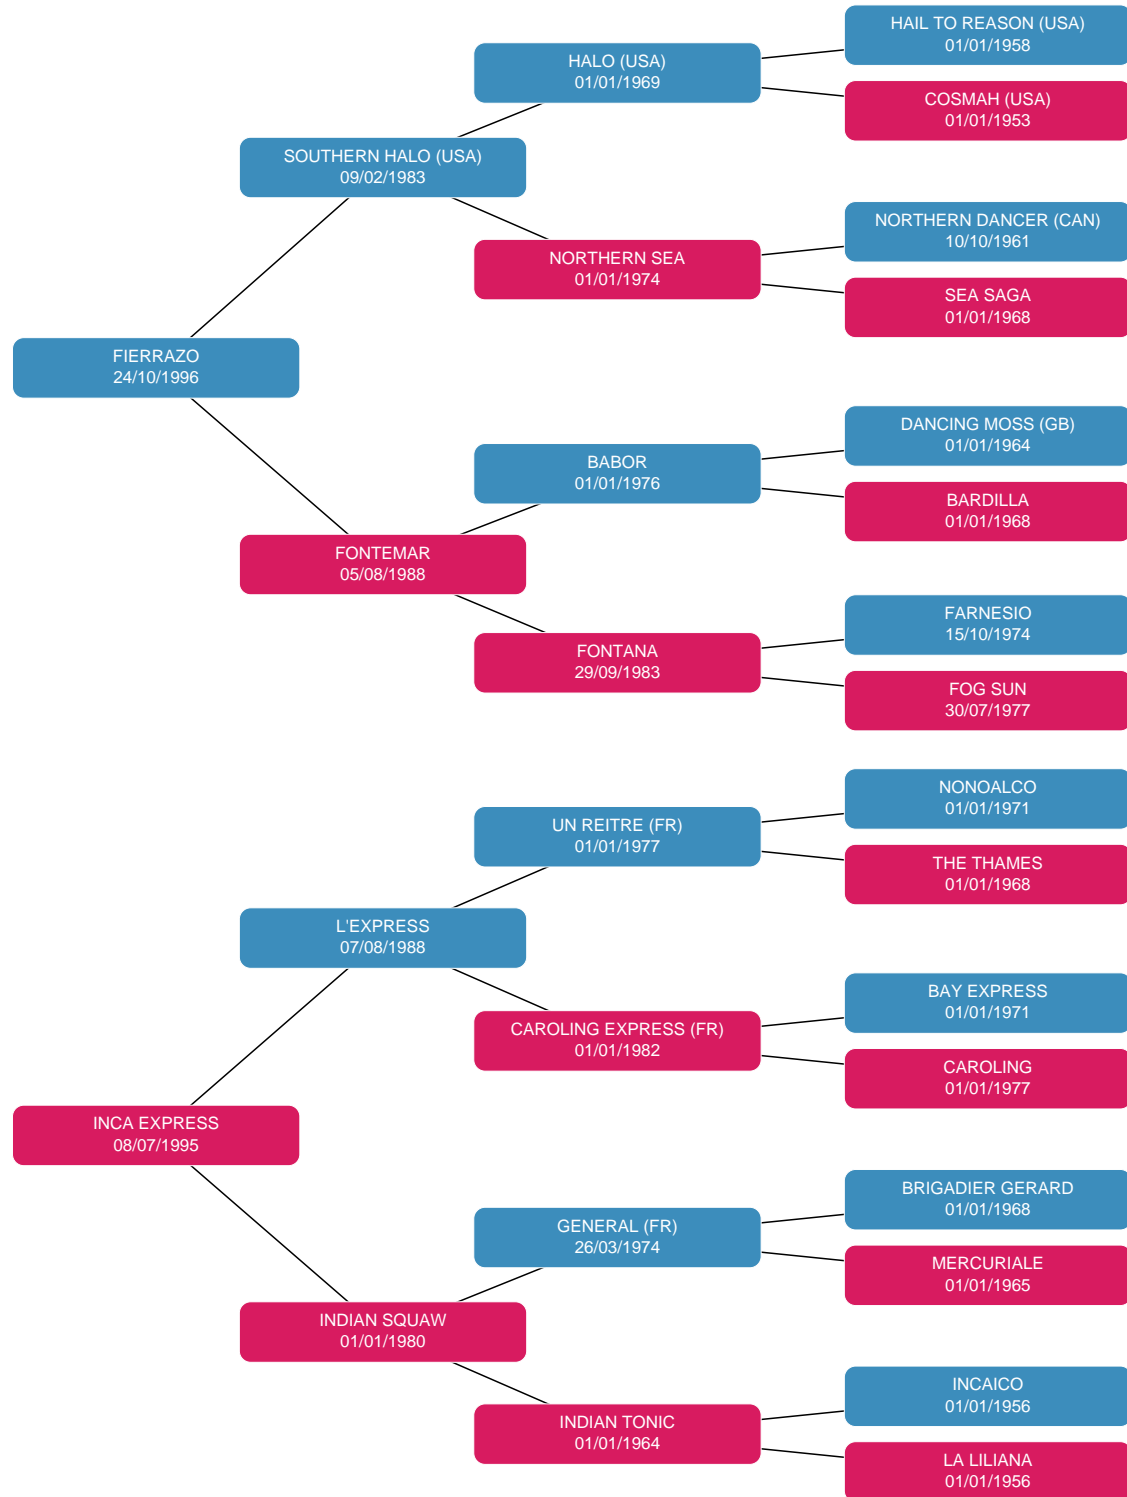 HAIL TO REASON (USA)
01/01/1958
HALO (USA)
01/01/1969
COSMAH (USA)
01/01/1953
SOUTHERN HALO (USA)
09/02/1983
NORTHERN DANCER (CAN)
10/10/1961
NORTHERN SEA
01/01/1974
SEA SAGA
01/01/1968
FIERRAZO
24/10/1996
DANCING MOSS (GB)
01/01/1964
BABOR
01/01/1976
BARDILLA
01/01/1968
FONTEMAR
05/08/1988
FARNESIO
15/10/1974
FONTANA
29/09/1983
FOG SUN
30/07/1977
NONOALCO
01/01/1971
UN REITRE (FR)
01/01/1977
THE THAMES
01/01/1968
L'EXPRESS
07/08/1988
BAY EXPRESS
01/01/1971
CAROLING EXPRESS (FR)
01/01/1982
CAROLING
01/01/1977
INCA EXPRESS
08/07/1995
BRIGADIER GERARD
01/01/1968
GENERAL (FR)
26/03/1974
MERCURIALE
01/01/1965
INDIAN SQUAW
01/01/1980
INCAICO
01/01/1956
INDIAN TONIC
01/01/1964
LA LILIANA
01/01/1956